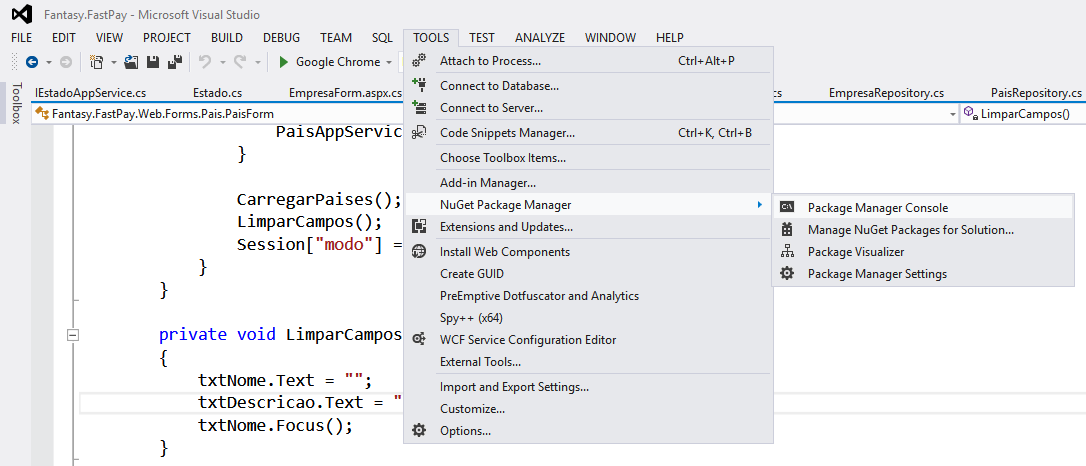 Fantasy.FastPay - Microsoft Visual Studio
FILE EDIT VIEW PROJECT BUILD DEBUG TEAM SQL TOOLS TEST ANALYZE WINDOW HELP
Google Chrome
Toolbox
IEstadoAppService.cs Estado.cs EmpresaForm.aspx.cs cs EmpresaRepository.cs PaisRepository.cs
Fantasy.FastPay.Web.Forms.Pais.PaisForm LimparCampos()
Attach to Process... Ctrl+Alt+P
Connect to Database...
Connect to Server...
Code Snippets Manager... Ctrl+K, Ctrl+B
Choose Toolbox Items...
Add-in Manager...
NuGet Package Manager
Extensions and Updates...
Install Web Components
Create GUID
PreEmptive Dotfuscator and Analytics
Spy++ (x64)
WCF Service Configuration Editor
External Tools...
Import and Export Settings...
Customize...
Options...
C:\
Package Manager Console
Manage NuGet Packages for Solution...
Package Visualizer
Package Manager Settings
PaisAppServic
}
CarregarPaises();
LimparCampos();
Session["modo"] =
}
}
private void LimparCampos
{
txtNome.Text = "";
txtDescricao.Text = "
txtNome.Focus();
}